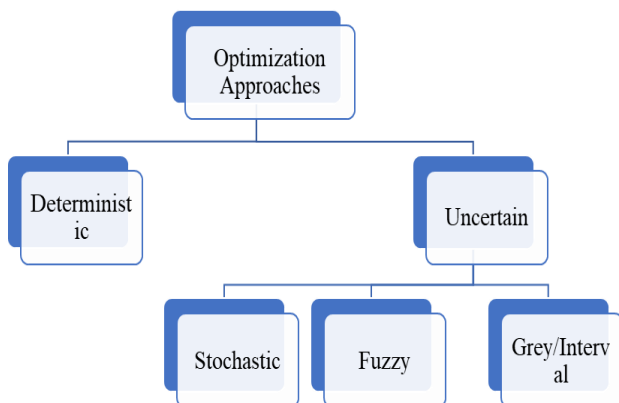 Optimization
Approaches
Determinist
ic
Uncertain
Stochastic
Fuzzy
Grey/Interv
al